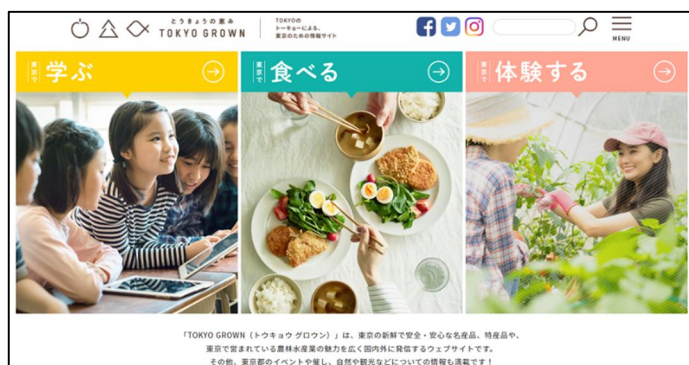 とうきょうの恵み
TOKYO GROWN
TOKYOの
トーキョーによる、
東京のための情報サイト
MENU
東京で 学ぶ
東京で 食べる
東京で 体験する
「TOKYO GROWN（トウキョウ グロウン）」は、東京の新鮮で安全・安心な名産品、特産品や、
東京で営まれている農林水産業の魅力を広く国内外に発信するウェブサイトです。
その他、東京都のイベントや催し、自然や観光などについての情報も満載です！